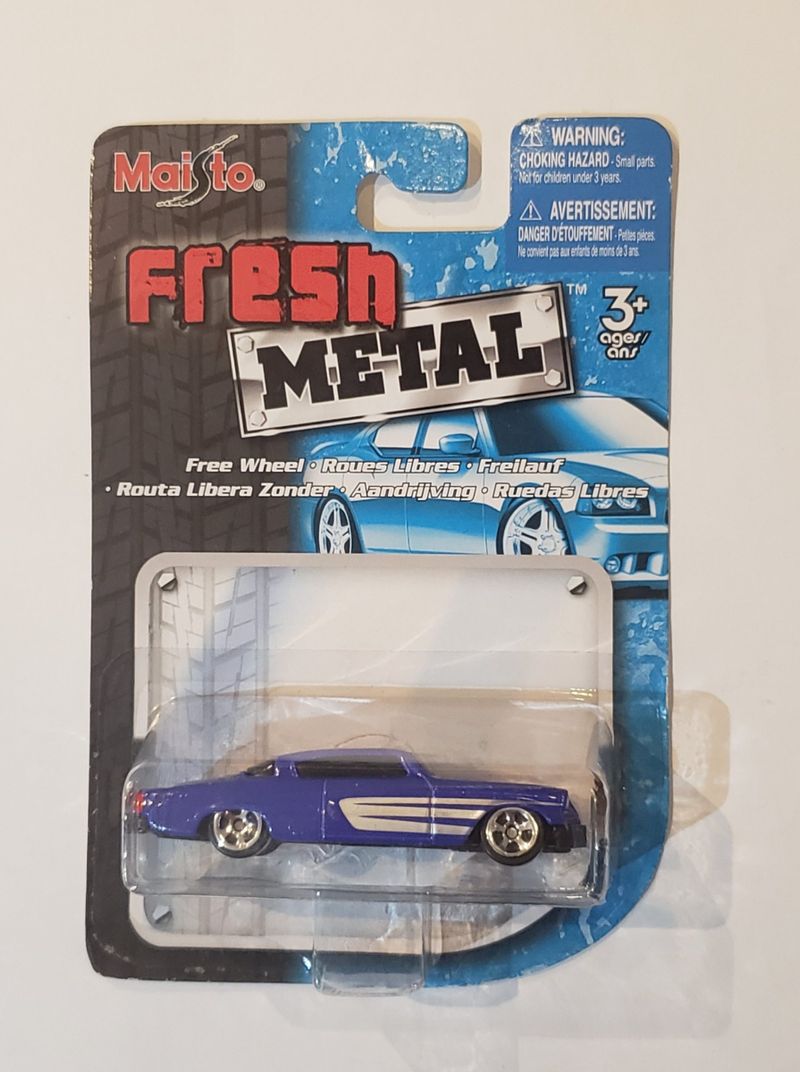 Maisto®
Fresh
METAL™
⚠ WARNING:
CHOKING HAZARD - Small parts.
Not for children under 3 years.
⚠ AVERTISSEMENT:
DANGER D'ÉTOUFFEMENT - Petites pièces.
Ne convient pas aux enfants de moins de 3 ans.
3+
ages/
ans
Free Wheel · Roues Libres · Freilauf
· Routa Libera Zonder · Aandrijving · Ruedas Libres